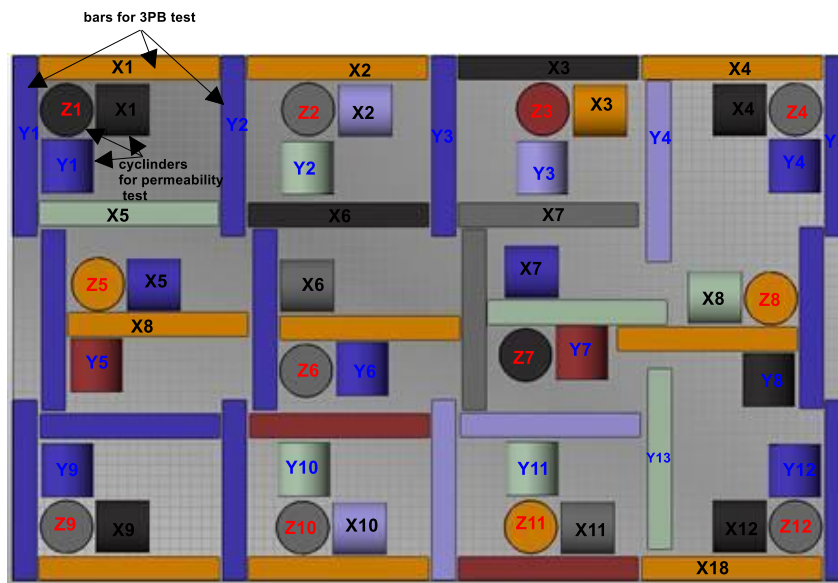 bars for 3PB test
X1
X2
X3
X4
Y1
Z1
X1
Y2
Z2
X2
Y3
Z3
X3
Y4
X4
Z4
Y
Y1
cyclinders
for permeability
test
Y2
Y3
Y4
X5
X6
X7
Z5
X5
X6
X7
X8
Z8
X8
Y5
Z6
Y6
Z7
Y7
Y8
Y9
Y10
Y11
Y13
Y12
Z9
X9
Z10
X10
Z11
X11
X12
Z12
X18